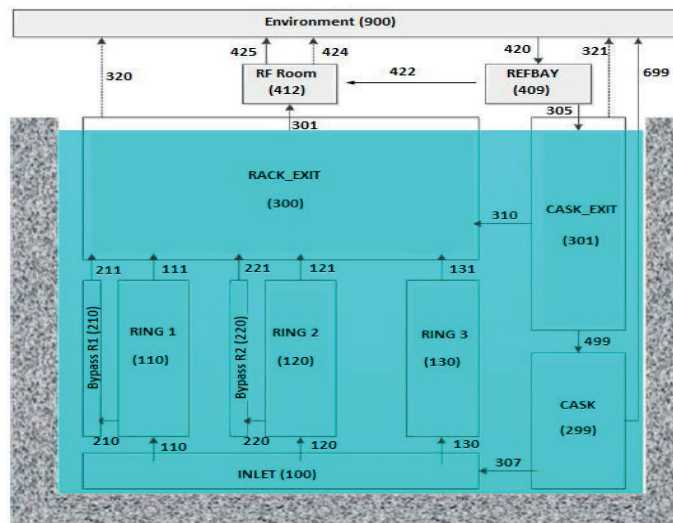 Environment (900)
320
425
424
420
321
699
RF Room
(412)
422
REFBAY
(409)
301
305
RACK_EXIT
(300)
310
CASK_EXIT
(301)
211
111
221
121
131
Bypass R1 (210)
RING 1
(110)
Bypass R2 (220)
RING 2
(120)
RING 3
(130)
499
CASK
(299)
210
110
220
120
130
307
INLET (100)